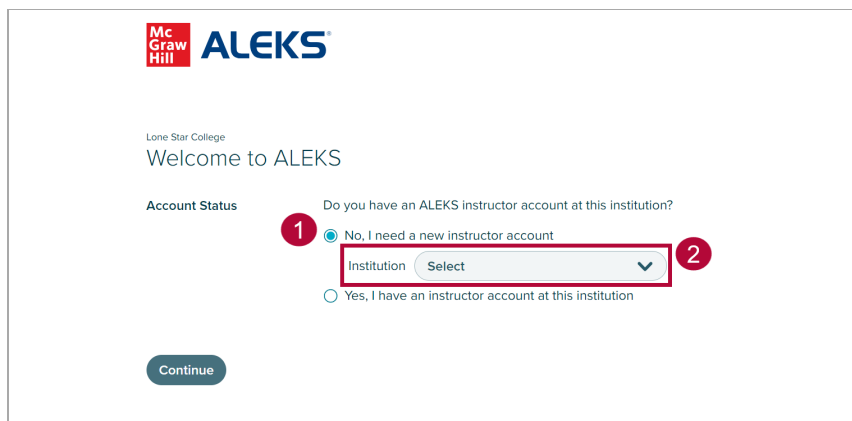 Mc
Graw
Hill
ALEKS®
Lone Star College
Welcome to ALEKS
Account Status
Do you have an ALEKS instructor account at this institution?
1
No, I need a new instructor account
Institution Select
2
Yes, I have an instructor account at this institution
Continue